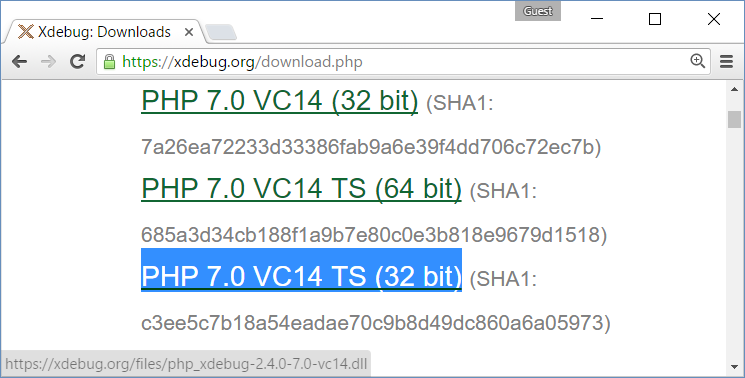 Guest
Xdebug: Downloads
https://xdebug.org/download.php
PHP 7.0 VC14 (32 bit) (SHA1:
7a26ea72233d33386fab9a6e39f4dd706c72ec7b)
PHP 7.0 VC14 TS (64 bit) (SHA1:
685a3d34cb188f1a9b7e80c0e3b818e9679d1518)
PHP 7.0 VC14 TS (32 bit) (SHA1:
c3ee5c7b18a54eadae70c9b8d49dc860a6a05973)
https://xdebug.org/files/php_xdebug-2.4.0-7.0-vc14.dll